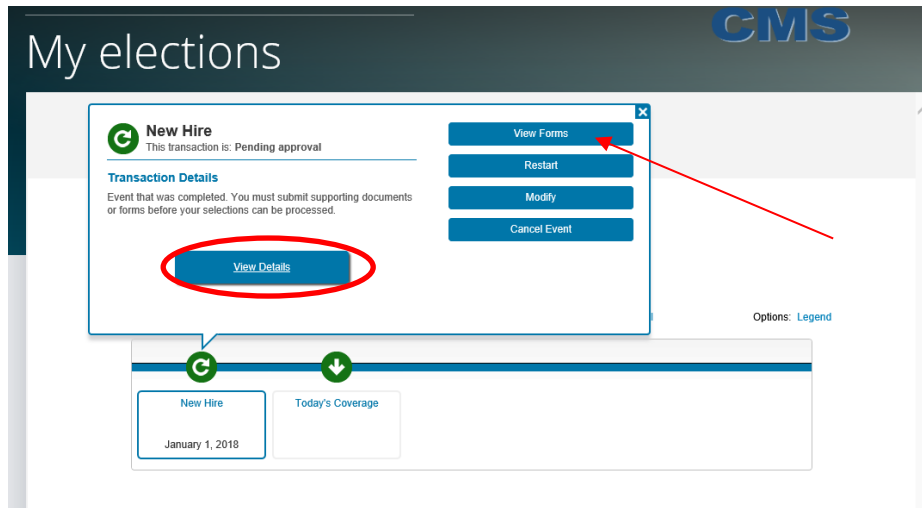 CMS
My elections
New Hire
This transaction is: Pending approval
Transaction Details
Event that was completed. You must submit supporting documents
or forms before your selections can be processed.
View Details
View Forms
Restart
Modify
Cancel Event
Options: Legend
New Hire
January 1, 2018
Today's Coverage